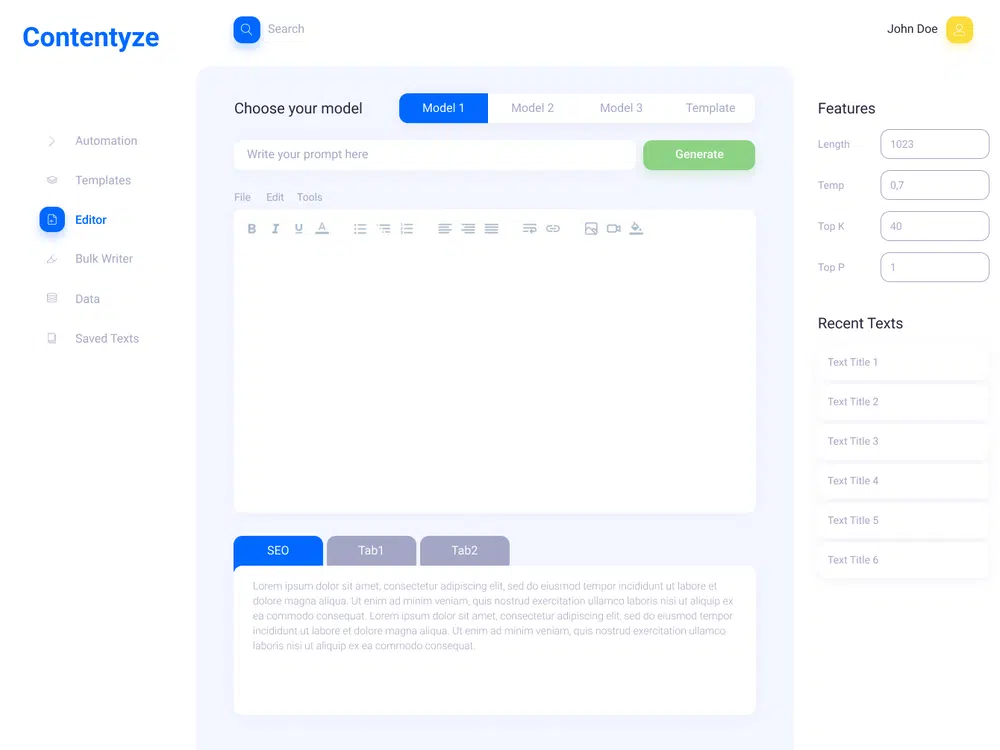 Contentyze
Search
John Doe
Automation
Templates
Editor
Bulk Writer
Data
Saved Texts
Choose your model
Model 1
Model 2
Model 3
Template
Write your prompt here
Generate
File
Edit
Tools
B
I
U
A
SEO
Tab1
Tab2
Lorem ipsum dolor sit amet, consectetur adipiscing elit, sed do eiusmod tempor incididunt ut labore et
dolore magna aliqua. Ut enim ad minim veniam, quis nostrud exercitation ullamco laboris nisi ut aliquip ex
ea commodo consequat. Lorem ipsum dolor sit amet, consectetur adipiscing elit, sed do eiusmod tempor
incididunt ut labore et dolore magna aliqua. Ut enim ad minim veniam, quis nostrud exercitation ullamco
laboris nisi ut aliquip ex ea commodo consequat.
Features
Length
1023
Temp
0,7
Top K
40
Top P
1
Recent Texts
Text Title 1
Text Title 2
Text Title 3
Text Title 4
Text Title 5
Text Title 6